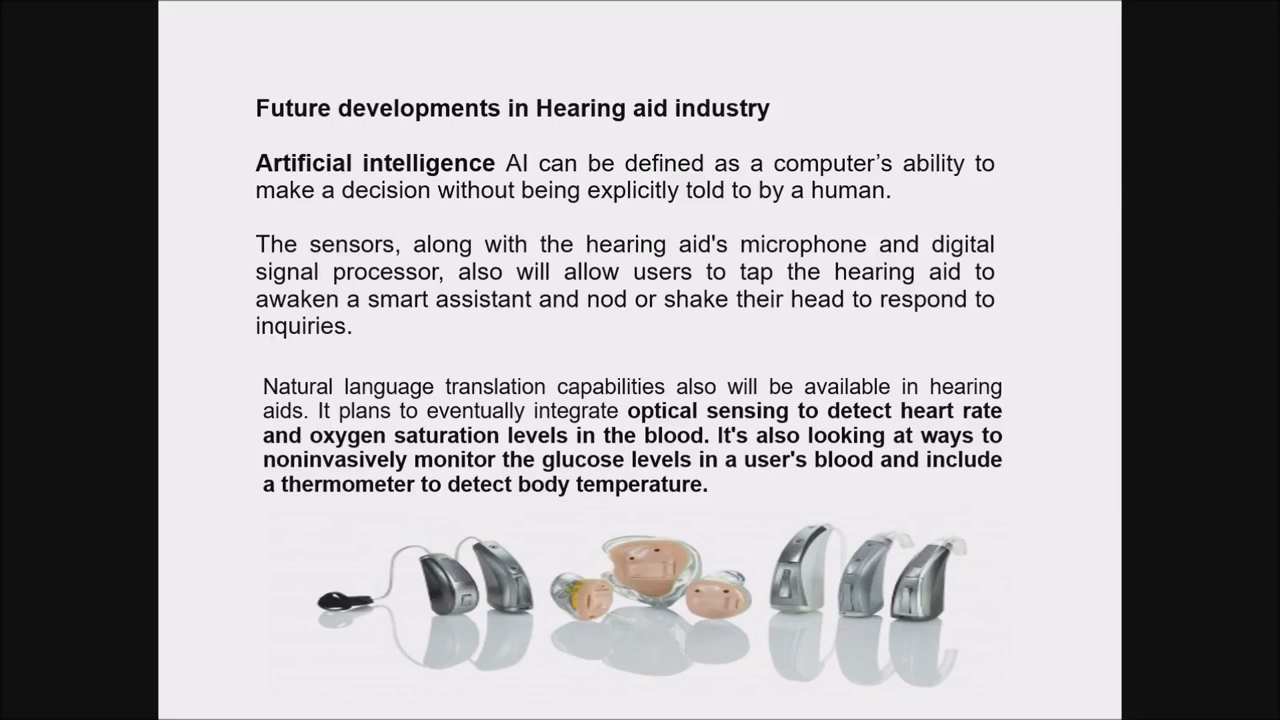 Future developments in Hearing aid industry
Artificial intelligence AI can be defined as a computer’s ability to
make a decision without being explicitly told to by a human.
The sensors, along with the hearing aid's microphone and digital
signal processor, also will allow users to tap the hearing aid to
awaken a smart assistant and nod or shake their head to respond to
inquiries.
Natural language translation capabilities also will be available in hearing
aids. It plans to eventually integrate optical sensing to detect heart rate
and oxygen saturation levels in the blood. It's also looking at ways to
noninvasively monitor the glucose levels in a user's blood and include
a thermometer to detect body temperature.